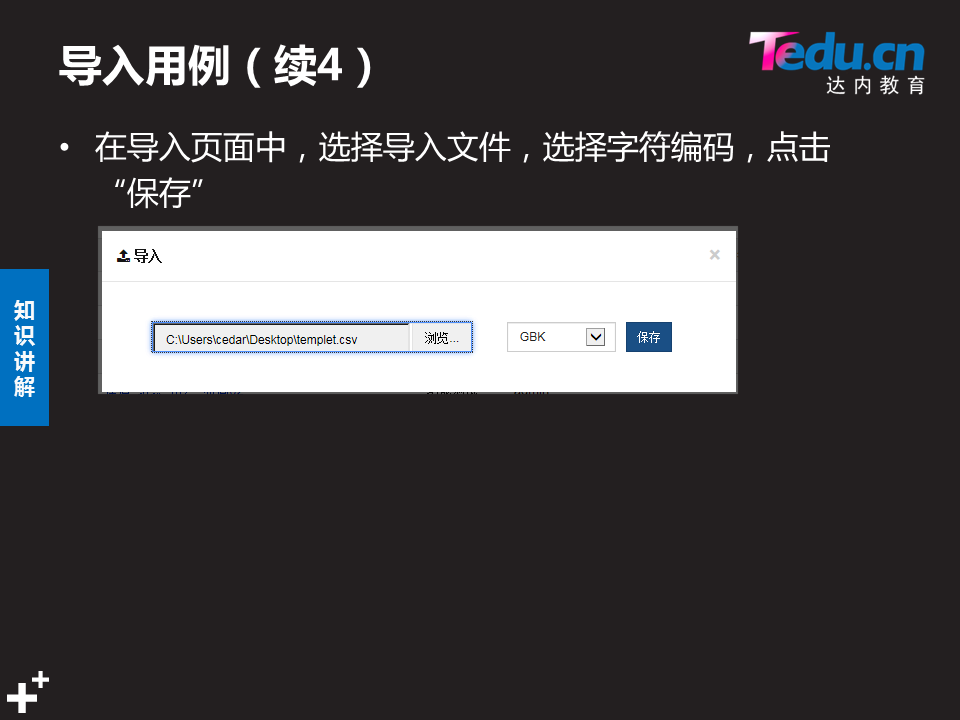 导入用例（续4）
Tedu.cn
达内教育
• 在导入页面中，选择导入文件，选择字符编码，点击
“保存”
导入
×
C:\Users\cedar\Desktop\templet.csv
浏览...
GBK
保存
知识讲解